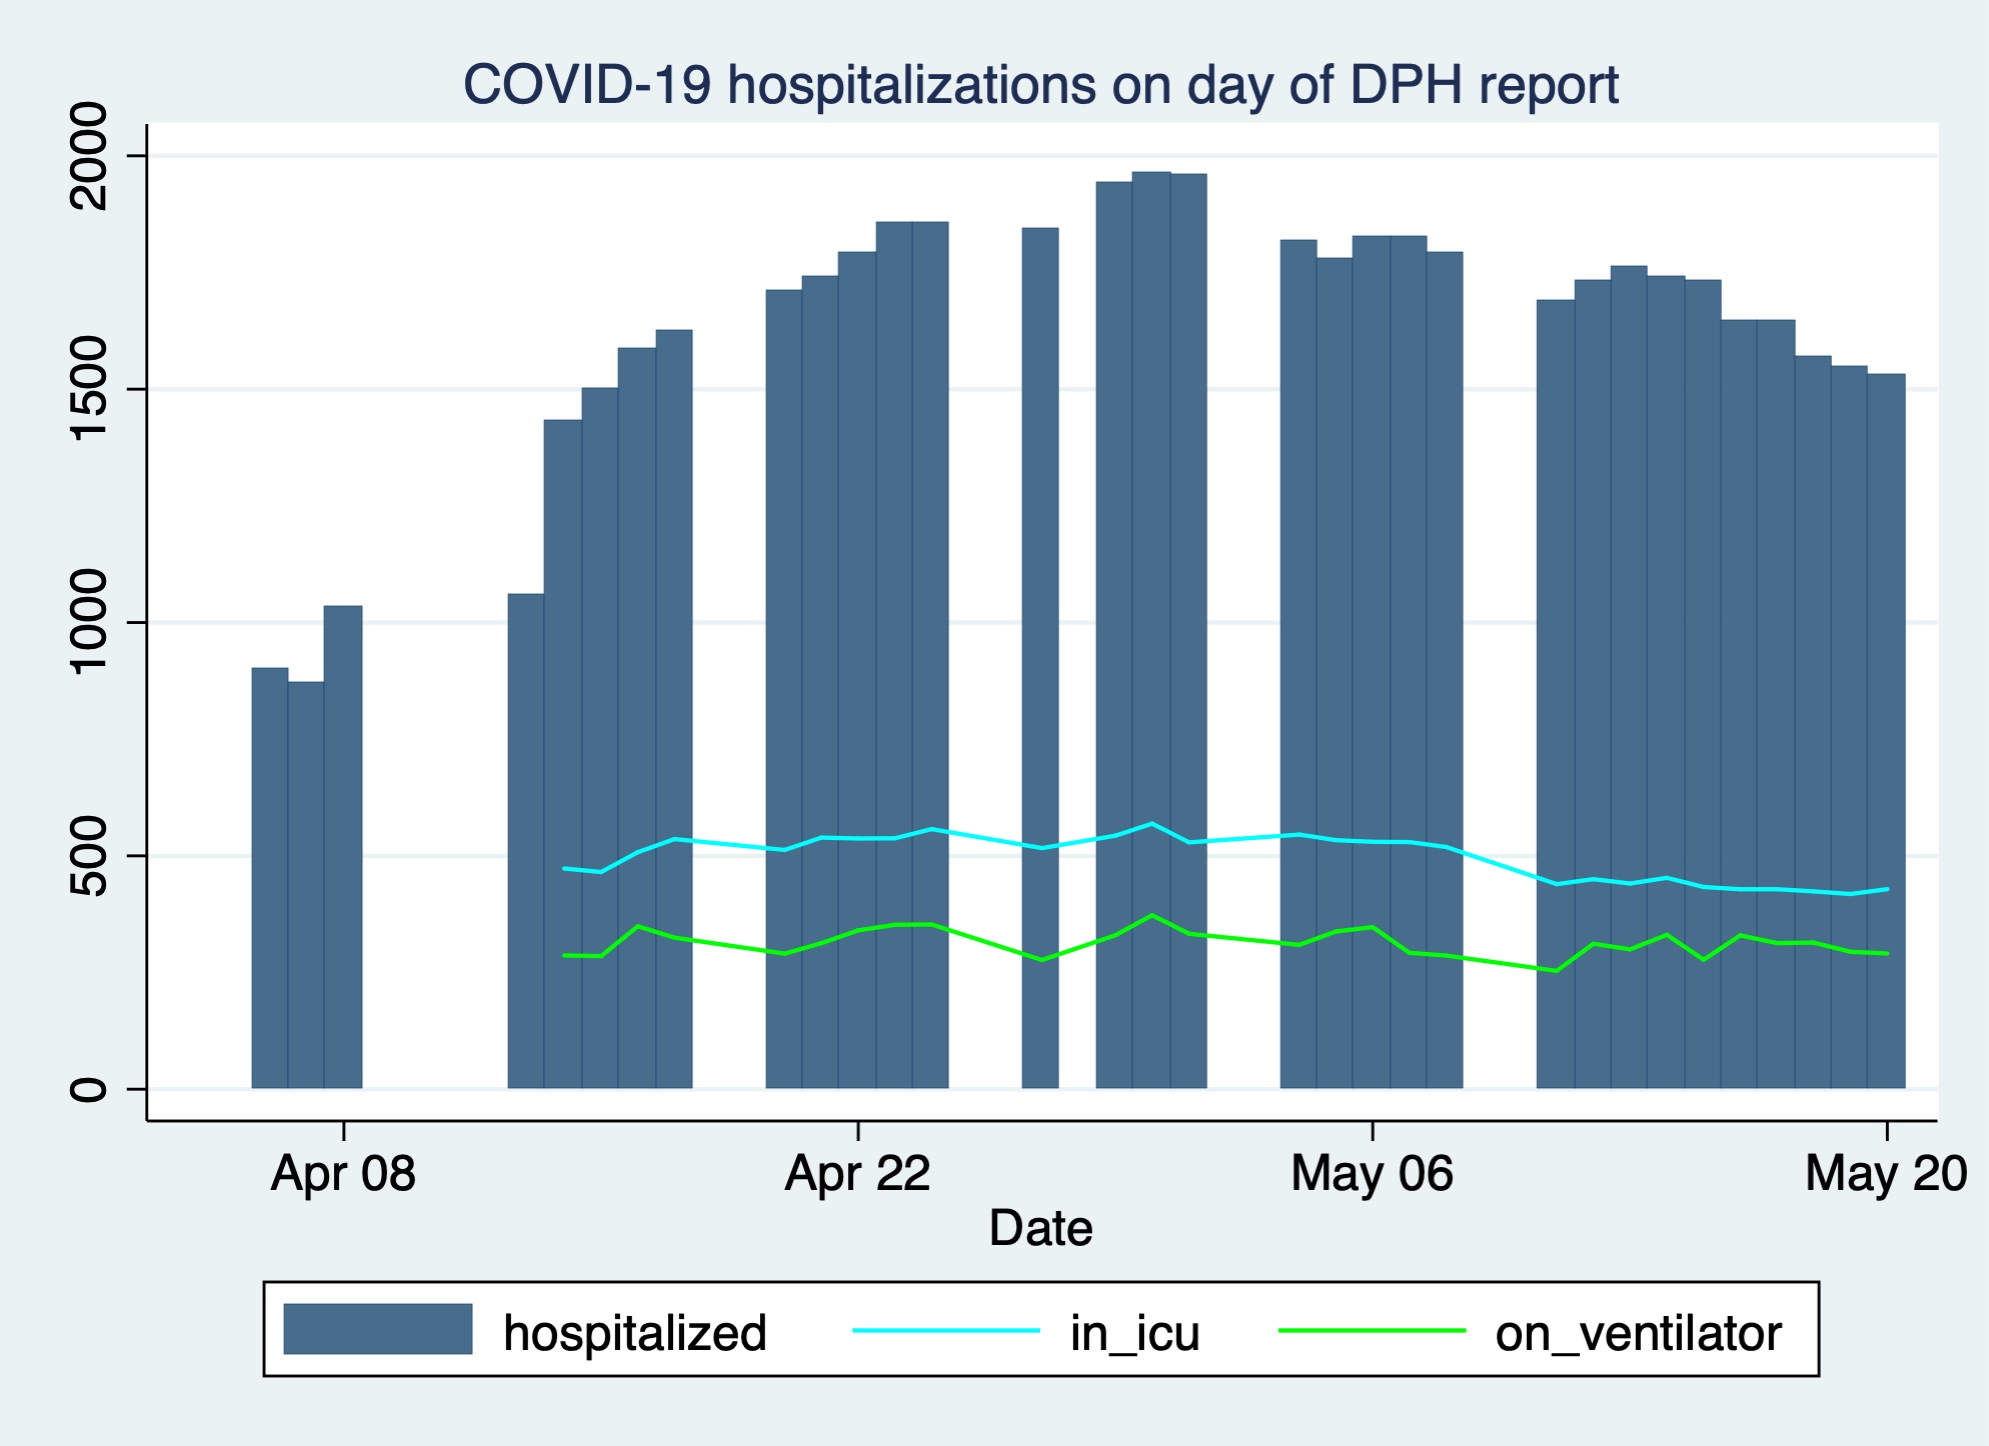 COVID-19 hospitalizations on day of DPH report
2000
1500
1000
500
0
Apr 08 Apr 22 May 06 May 20
Date
hospitalized in_icu on_ventilator